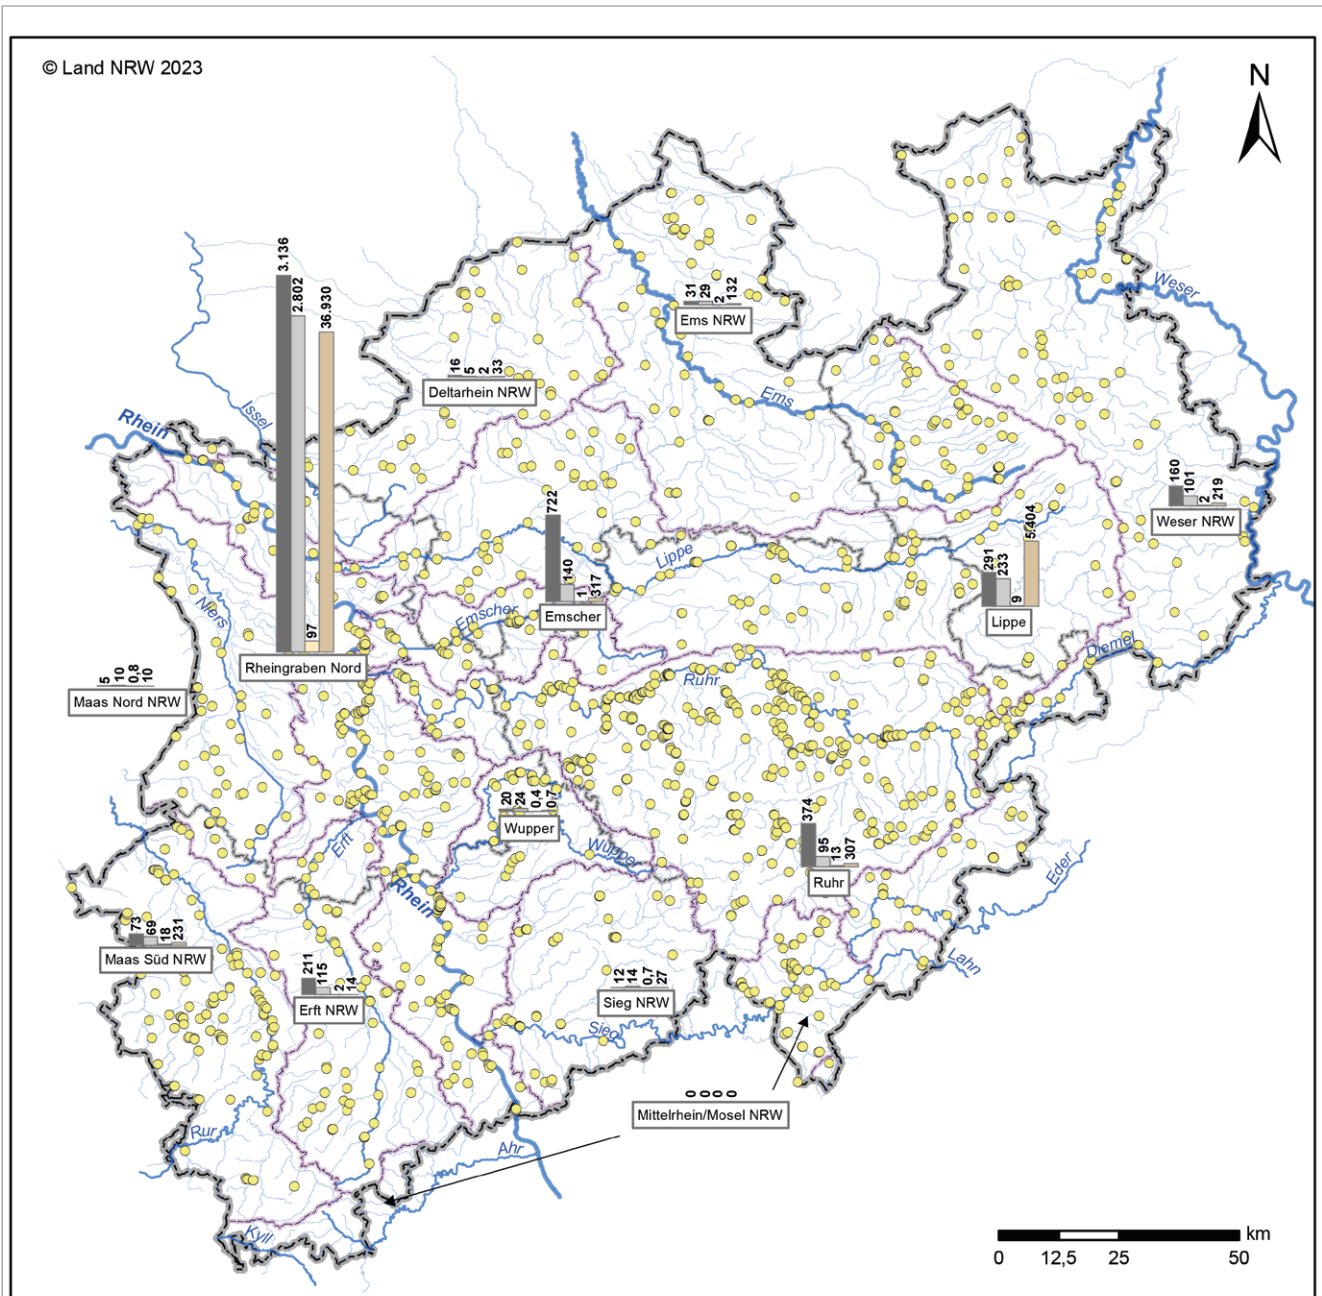 © Land NRW 2023
N
Weser
3.136
2.802
97
36.930
Rheingraben Nord
31
29
2
132
Ems NRW
16
5
2
33
Deltarhein NRW
Ems
Issel
Rhein
160
101
2
219
Weser NRW
722
140
1
317
Emscher
Lippe
291
233
9
5.404
Lippe
Niers
Emscher
Diemel
5
10
0,8
10
Maas Nord NRW
Ruhr
20
24
0,4
0,7
Wupper
Wupper
374
95
13
307
Ruhr
Erft
Rhein
Eder
73
69
18
231
Maas Süd NRW
211
115
2
14
Erft NRW
12
14
0,7
27
Sieg NRW
Lahn
Sieg
0 0 0 0
Mittelrhein/Mosel NRW
Rur
Ahr
Kyll
km
0 12,5 25 50